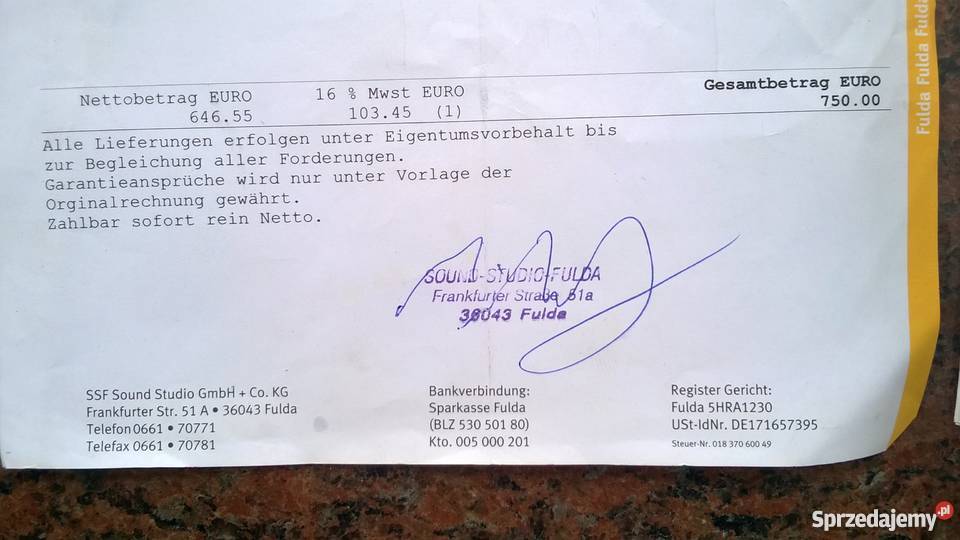 Fulda Fulda Fulda
Nettobetrag EURO 16 % Mwst EURO Gesamtbetrag EURO
646.55 103.45 (1) 750.00
Alle Lieferungen erfolgen unter Eigentumsvorbehalt bis
zur Begleichung aller Forderungen.
Garantieansprüche wird nur unter Vorlage der
Orginalrechnung gewährt.
Zahlbar sofort rein Netto.
SOUND-STUDIO-FULDA
Frankfurter Straße 51a
36043 Fulda
SSF Sound Studio GmbH + Co. KG
Frankfurter Str. 51 A • 36043 Fulda
Telefon 0661 • 70771
Telefax 0661 • 70781
Bankverbindung:
Sparkasse Fulda
(BLZ 530 501 80)
Kto. 005 000 201
Register Gericht:
Fulda 5HRA1230
USt-IdNr. DE171657395
Steuer-Nr. 018 370 600 49
Sprzedajemy.pl